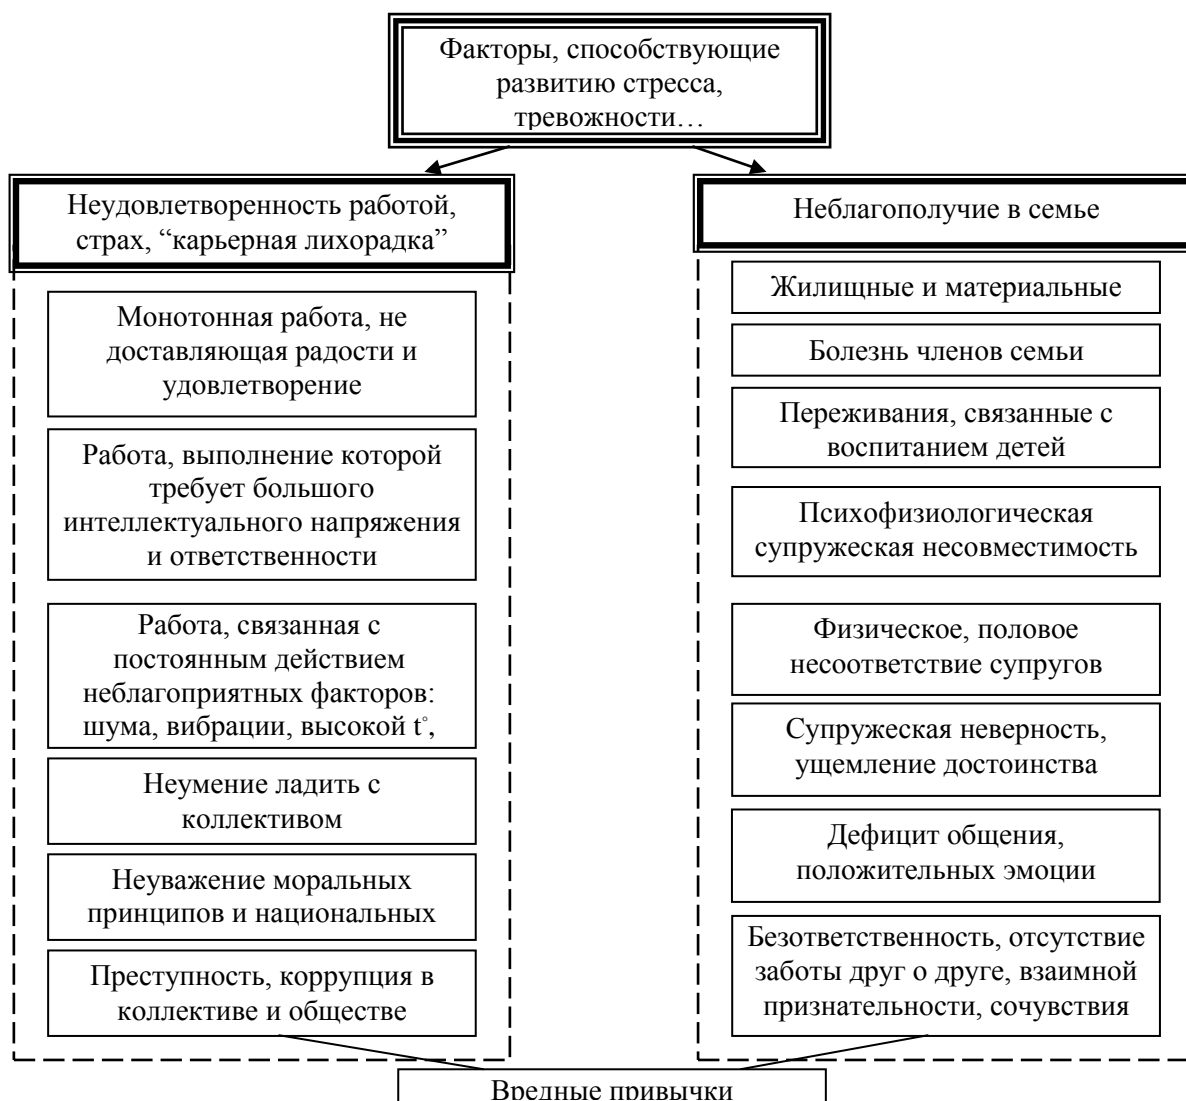 Факторы, способствующие
развитию стресса,
тревожности…
Неудовлетворенность работой,
страх, “карьерная лихорадка”
Монотонная работа, не
доставляющая радости и
удовлетворение
Работа, выполнение которой
требует большого
интеллектуального напряжения
и ответственности
Работа, связанная с
постоянным действием
неблагоприятных факторов:
шума, вибрации, высокой t°,
Неумение ладить с
коллективом
Неуважение моральных
принципов и национальных
Преступность, коррупция в
коллективе и обществе
Неблагополучие в семье
Жилищные и материальные
Болезнь членов семьи
Переживания, связанные с
воспитанием детей
Психофизиологическая
супружеская несовместимость
Физическое, половое
несоответствие супругов
Супружеская неверность,
ущемление достоинства
Дефицит общения,
положительных эмоции
Безответственность, отсутствие
заботы друг о друге, взаимной
признательности, сочувствия
Вредные привычки